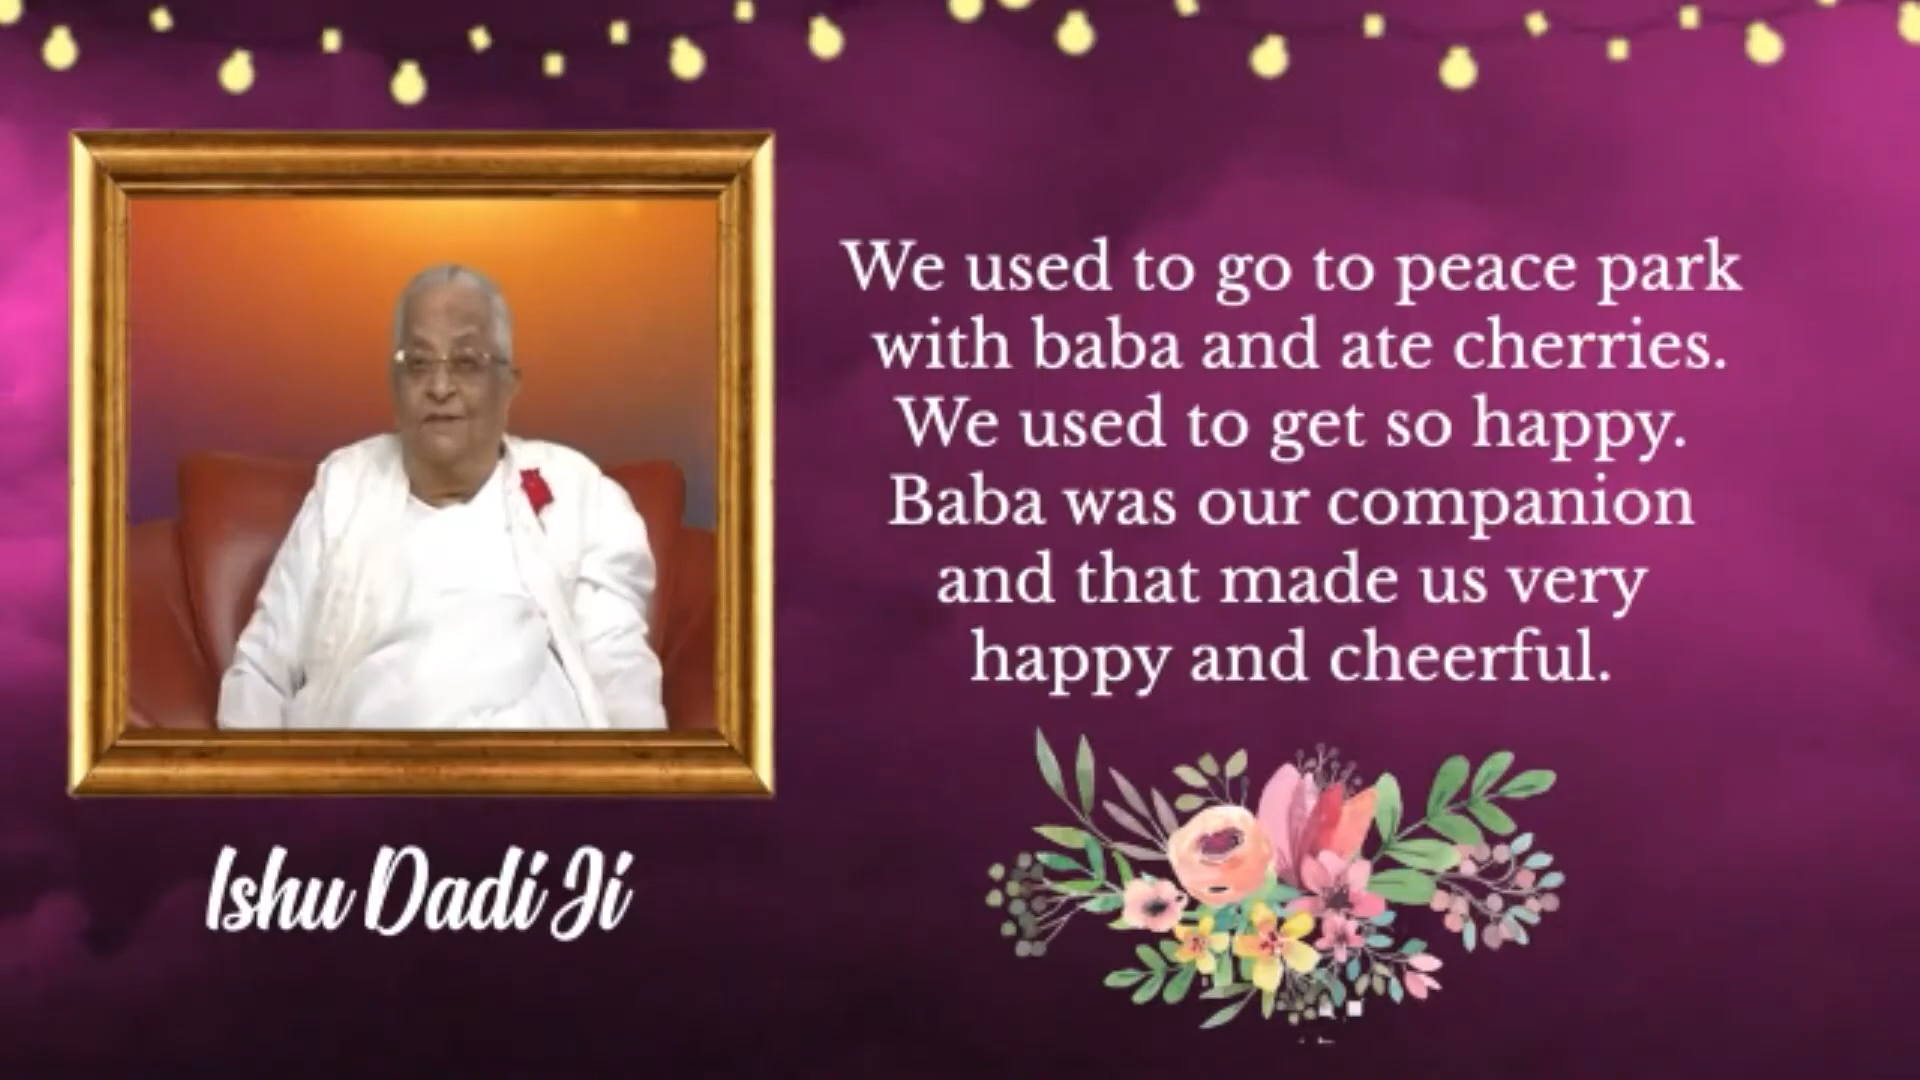 We used to go to peace park
with baba and ate cherries.
We used to get so happy.
Baba was our companion
and that made us very
happy and cheerful.
Ishu Dadi Ji